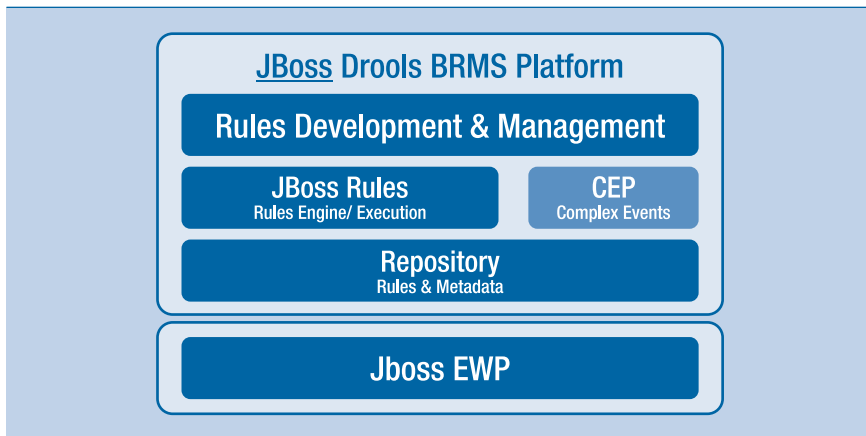 JBoss Drools BRMS Platform
Rules Development & Management
JBoss Rules
Rules Engine/ Execution
CEP
Complex Events
Repository
Rules & Metadata
Jboss EWP